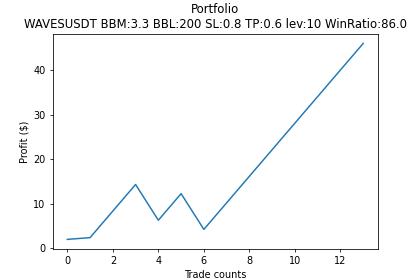 Portfolio
WAVESUSDT BBM:3.3 BBL:200 SL:0.8 TP:0.6 lev:10 WinRatio:86.0
Profit ($)
40
30
20
10
0
0 2 4 6 8 10 12
Trade counts